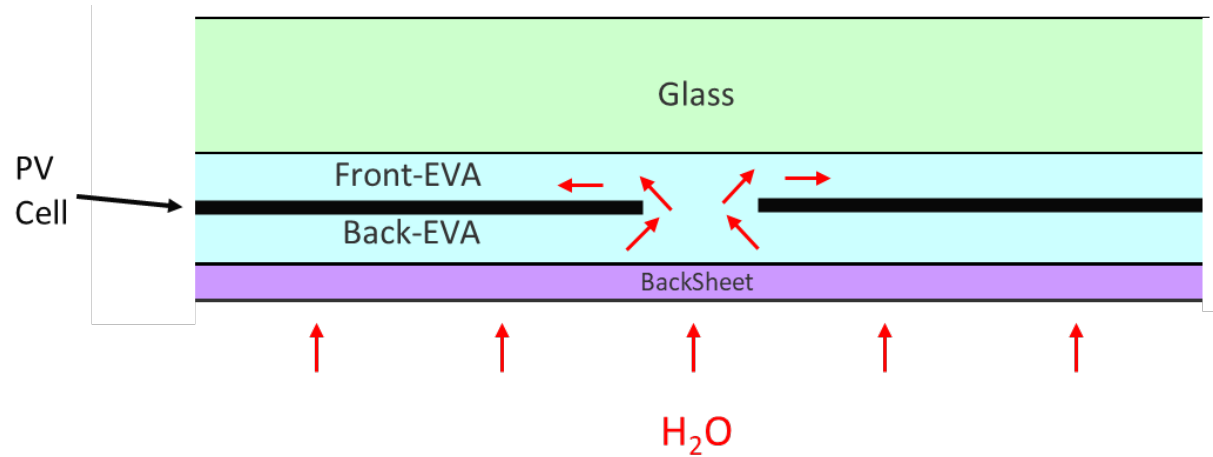 Glass
PV
Cell
Front-EVA
Back-EVA
BackSheet
H₂O